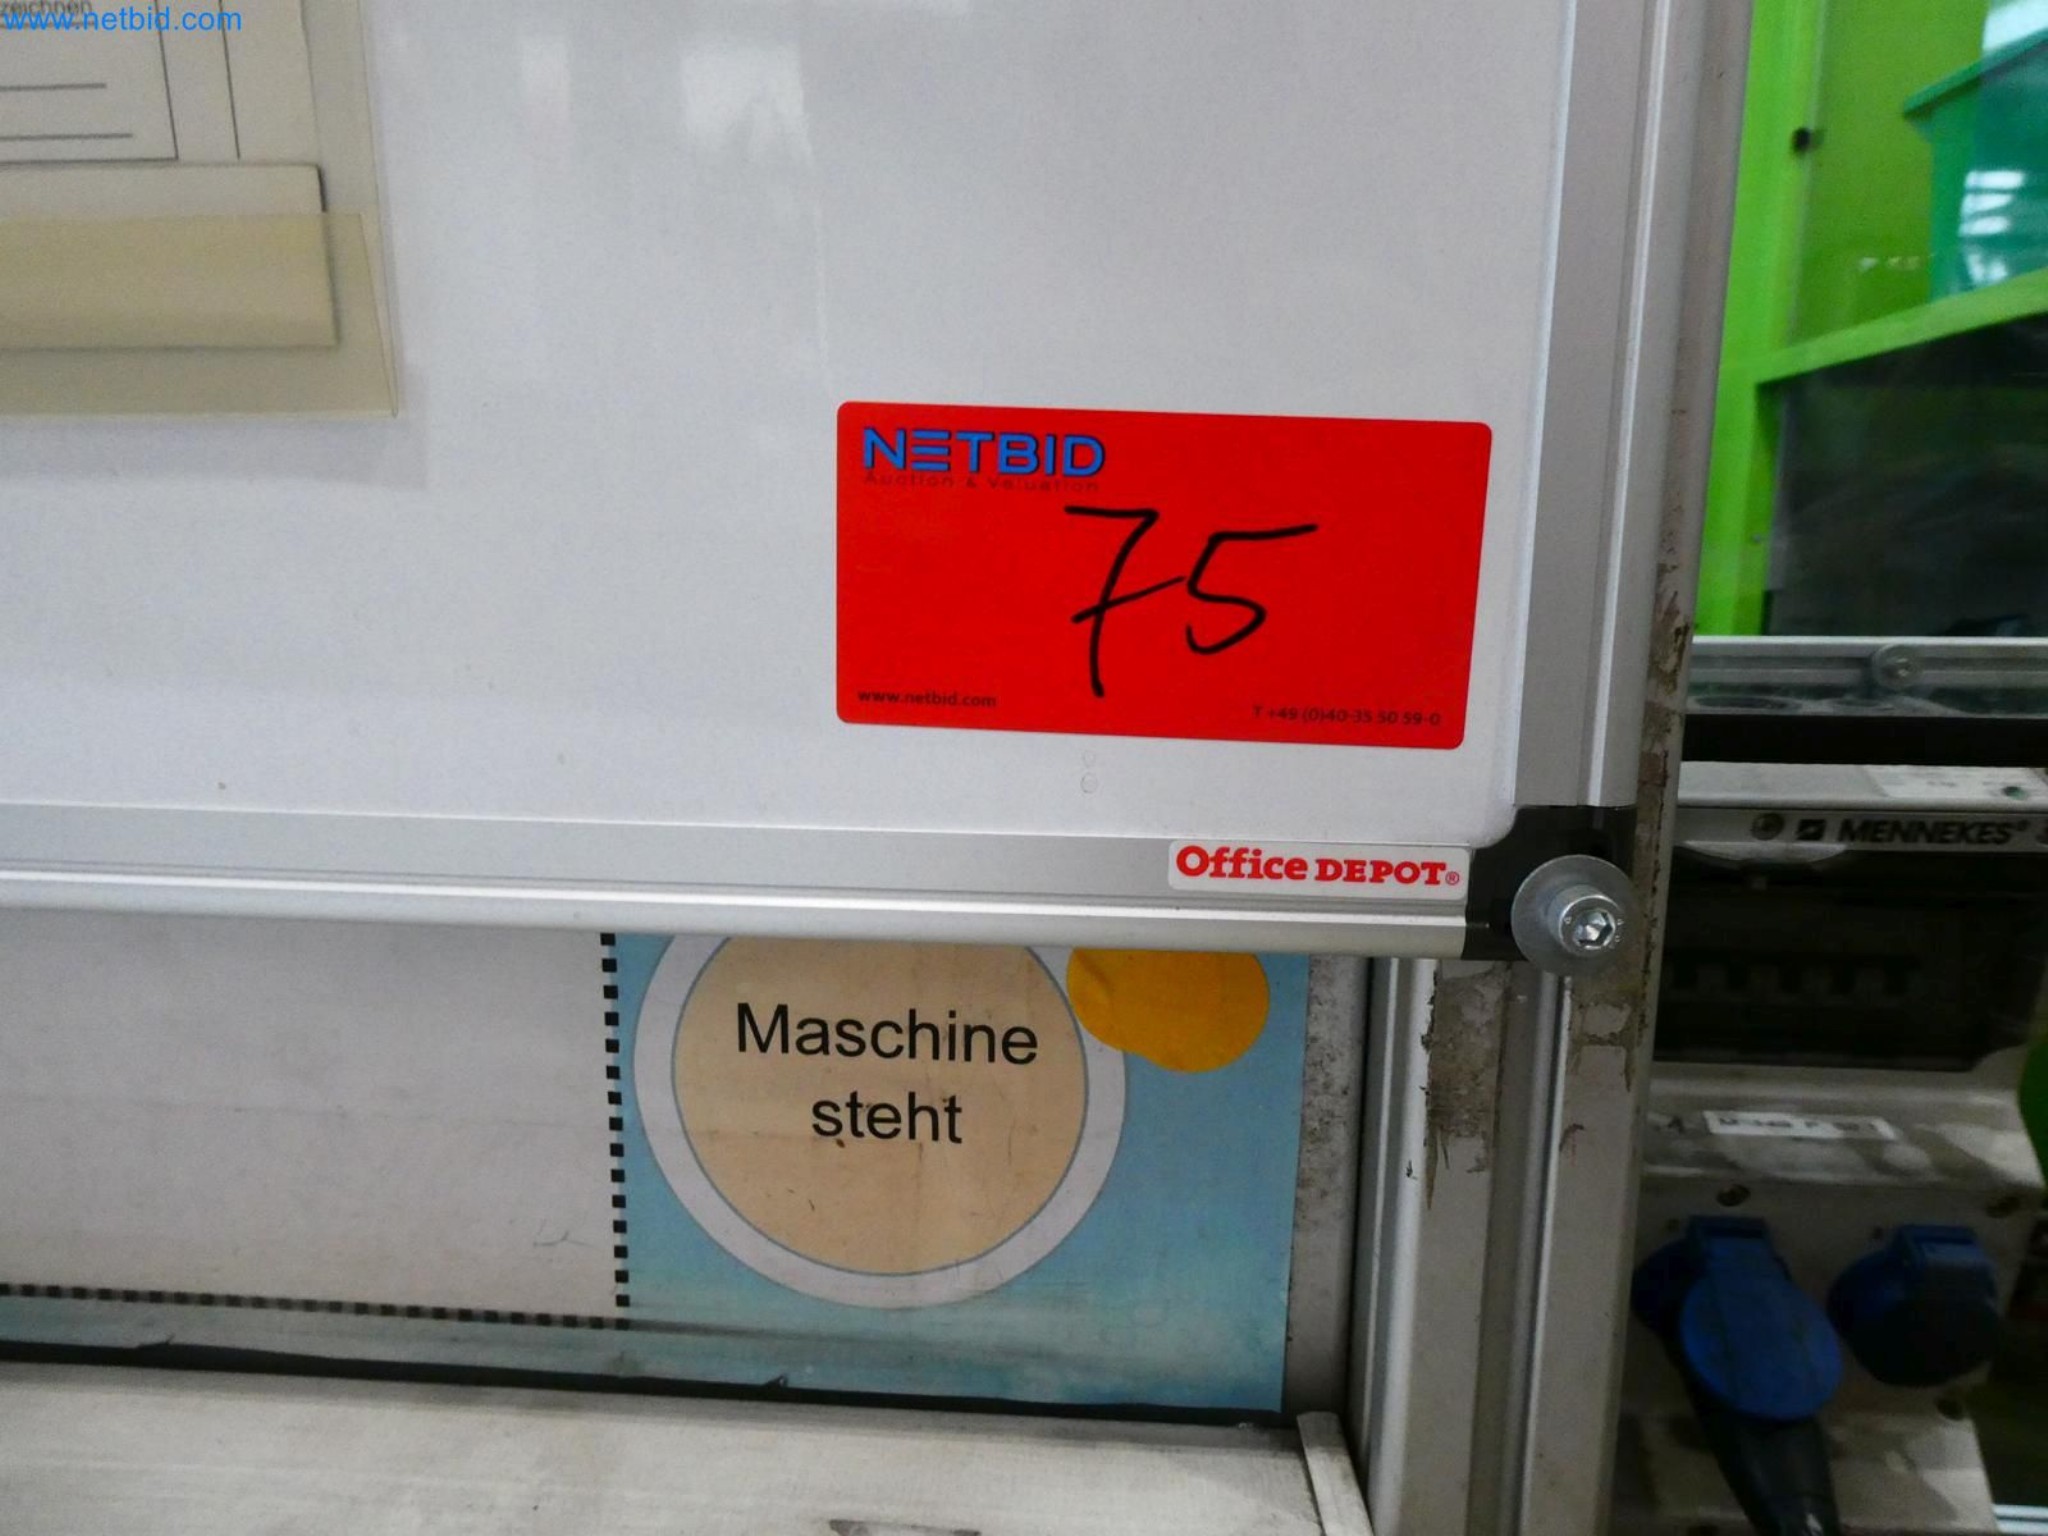 zeichnen
www.netbid.com
NETBID
Auction & Valuation
75
www.netbid.com
T +49 (0)40-35 50 59-0
Office DEPOT®
MENNEKES®
Maschine
steht